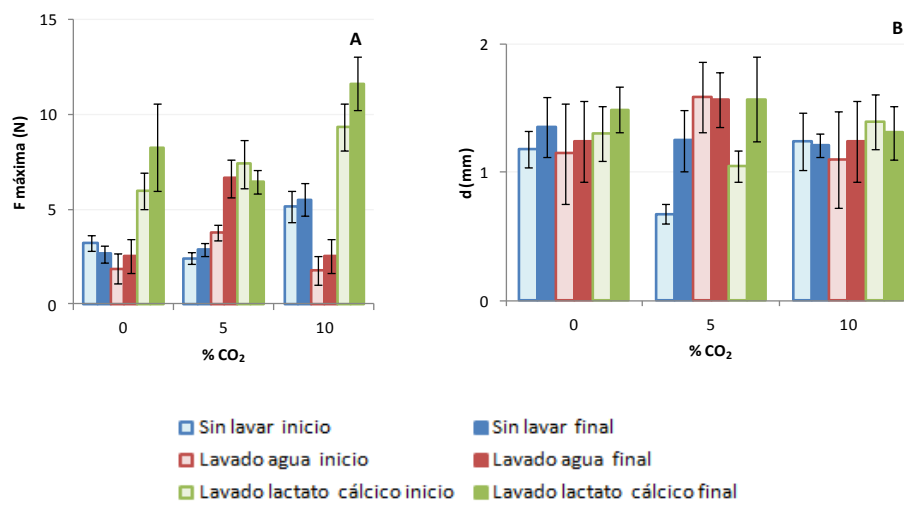 A
15
10
5
0
F máxima (N)
0 5 10
% CO₂
B
2
1
0
d (mm)
0 5 10
% CO₂
Sin lavar inicio
Sin lavar final
Lavado agua inicio
Lavado agua final
Lavado lactato cálcico inicio
Lavado lactato cálcico final